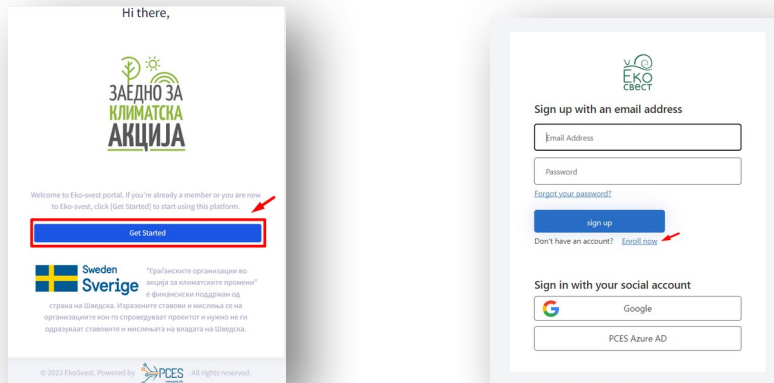 Hi there,
ЗАЕДНО ЗА
КЛИМАТСКА
АКЦИЈА
Welcome to Eko-svest portal. If you're already a member or you are new
to Eko-svest, click [Get Started] to start using this platform.
Get Started
Sweden
Sverige
"Граѓанските организации во
акција за климатските промени"
е финансиски поддржан од
страна на Шведска. Изразените ставови и мислења се на
организациите кои го спроведуваат проектот и нужно не ги
одразуваат ставовите и мислењата на владата на Шведска.
© 2023 EkoSvest. Powered by PCES . All rights reserved.
Еко
свест
Sign up with an email address
Email Address
Password
Forgot your password?
sign up
Don't have an account? Enroll now
Sign in with your social account
Google
PCES Azure AD